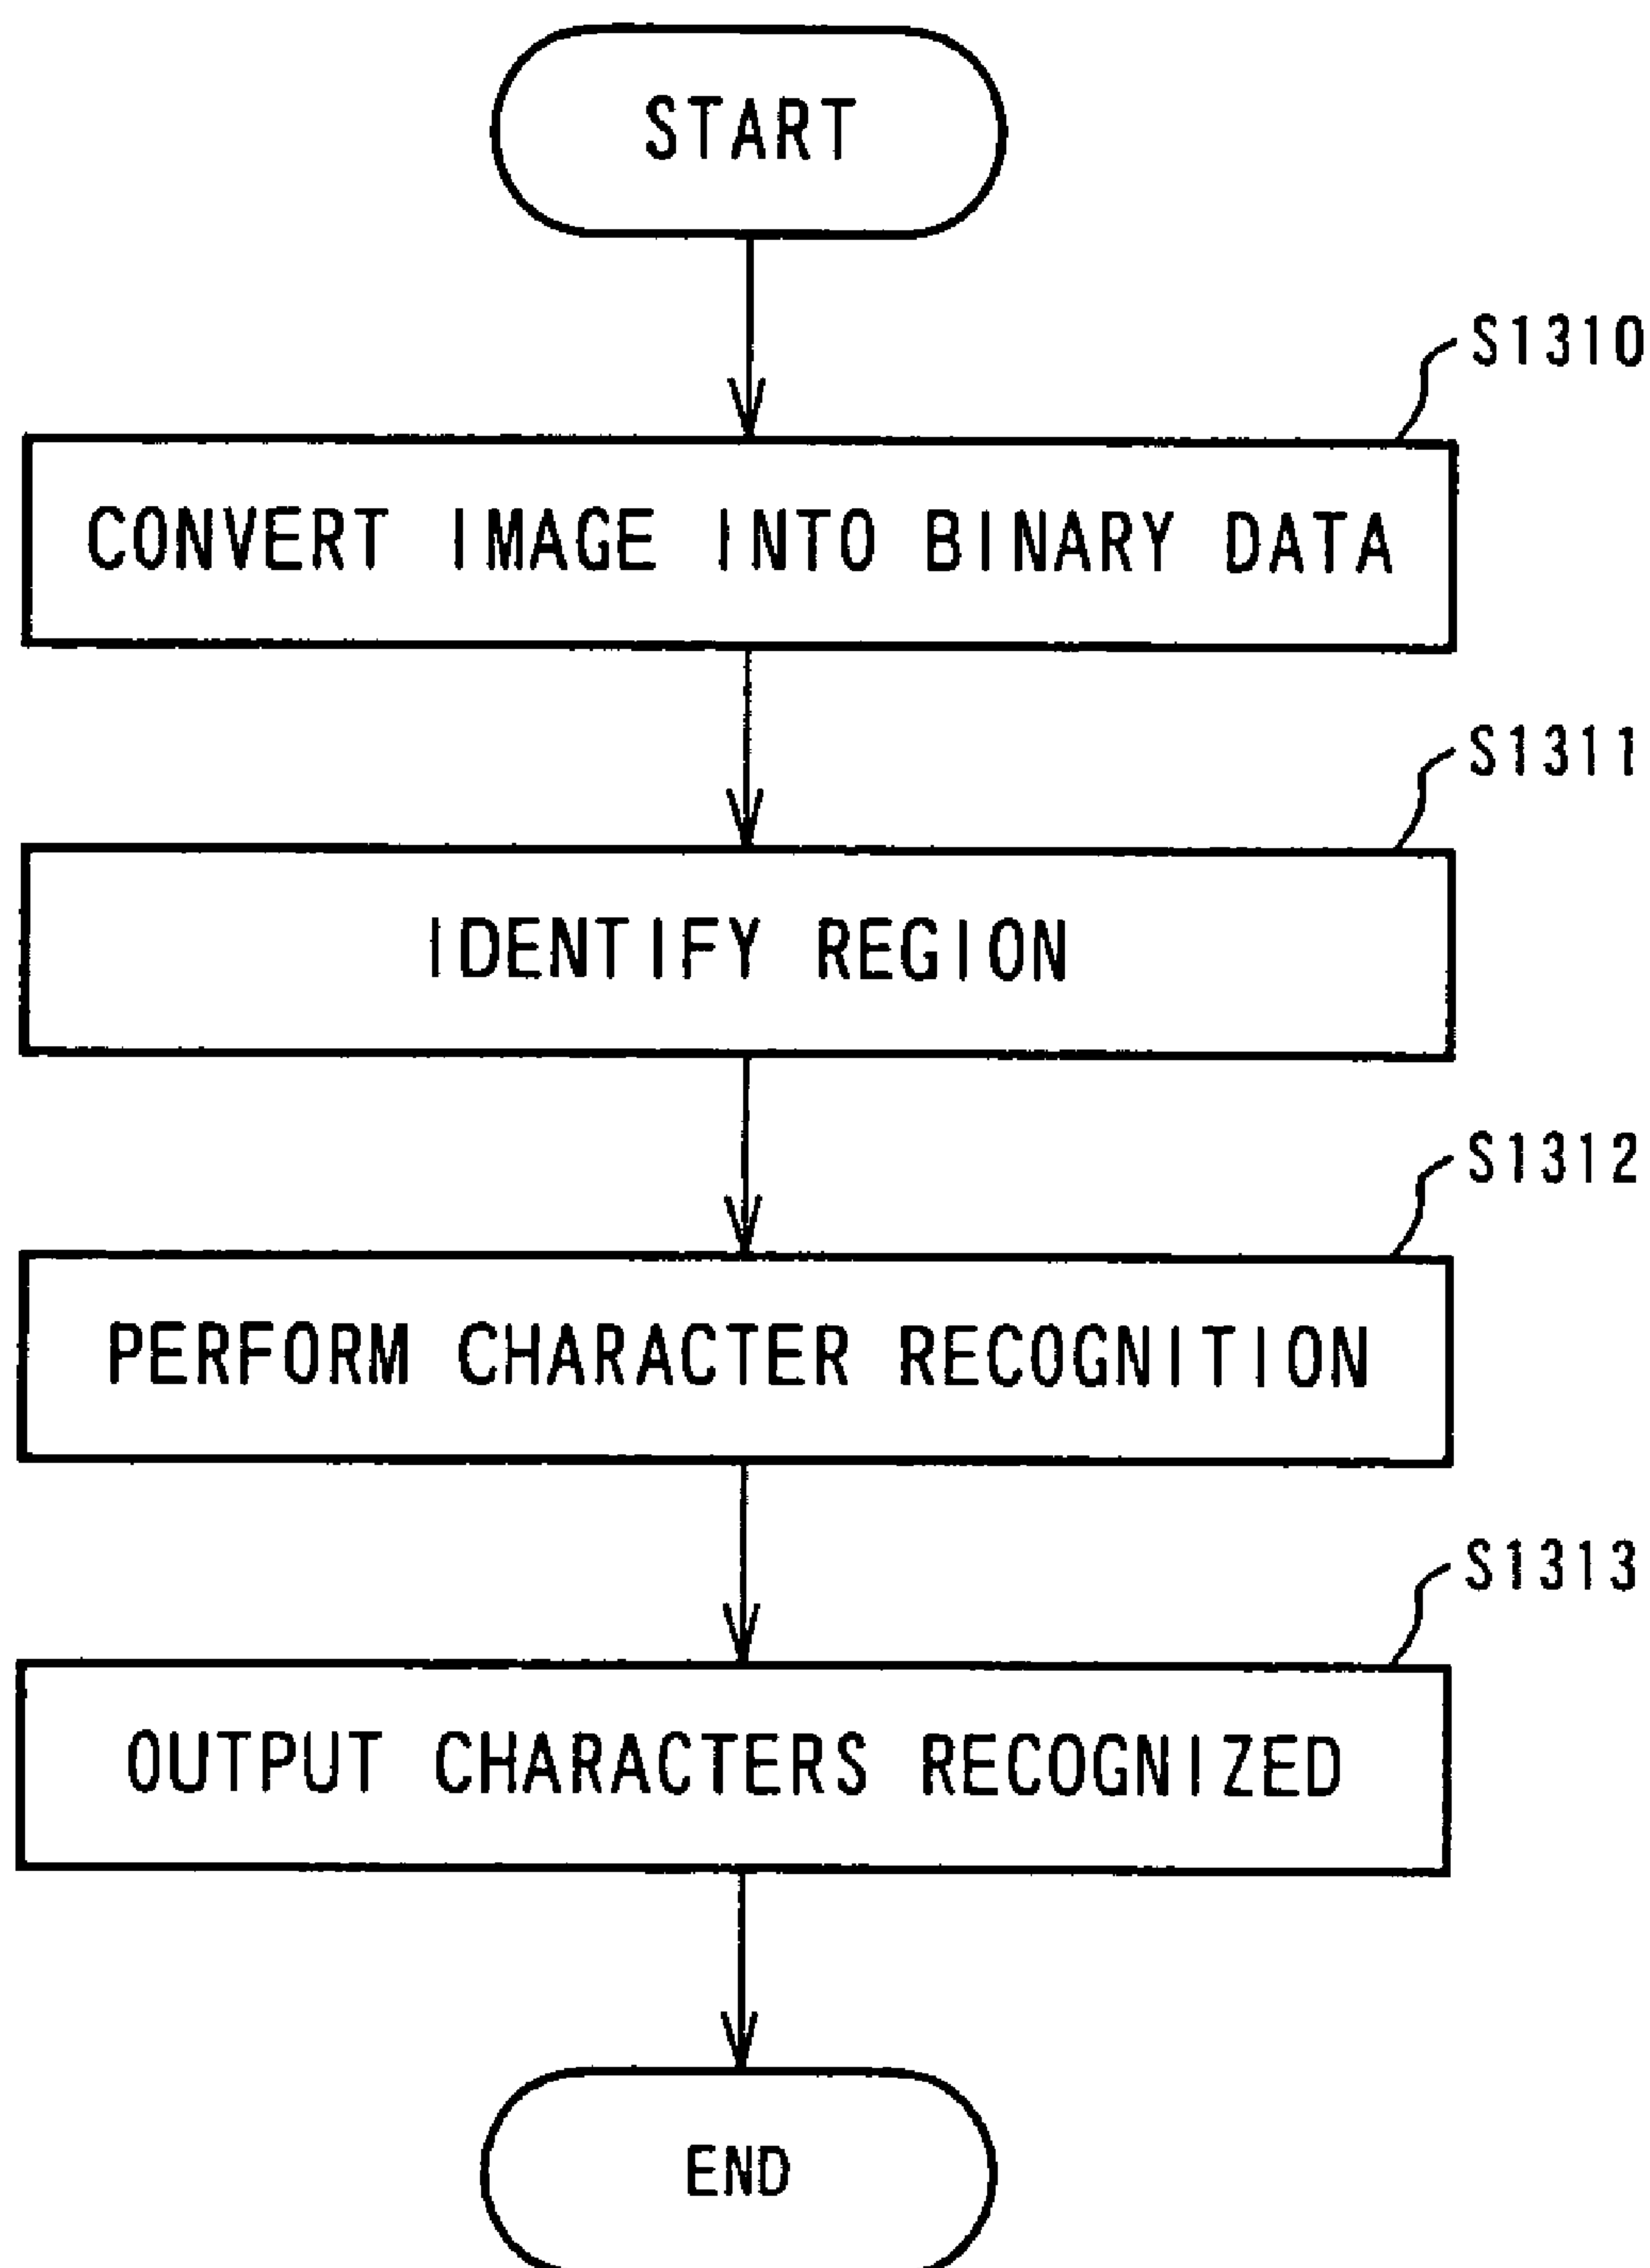 START
S1310
CONVERT IMAGE INTO BINARY DATA
S1311
IDENTIFY REGION
S1312
PERFORM CHARACTER RECOGNITION
S1313
OUTPUT CHARACTERS RECOGNIZED
END